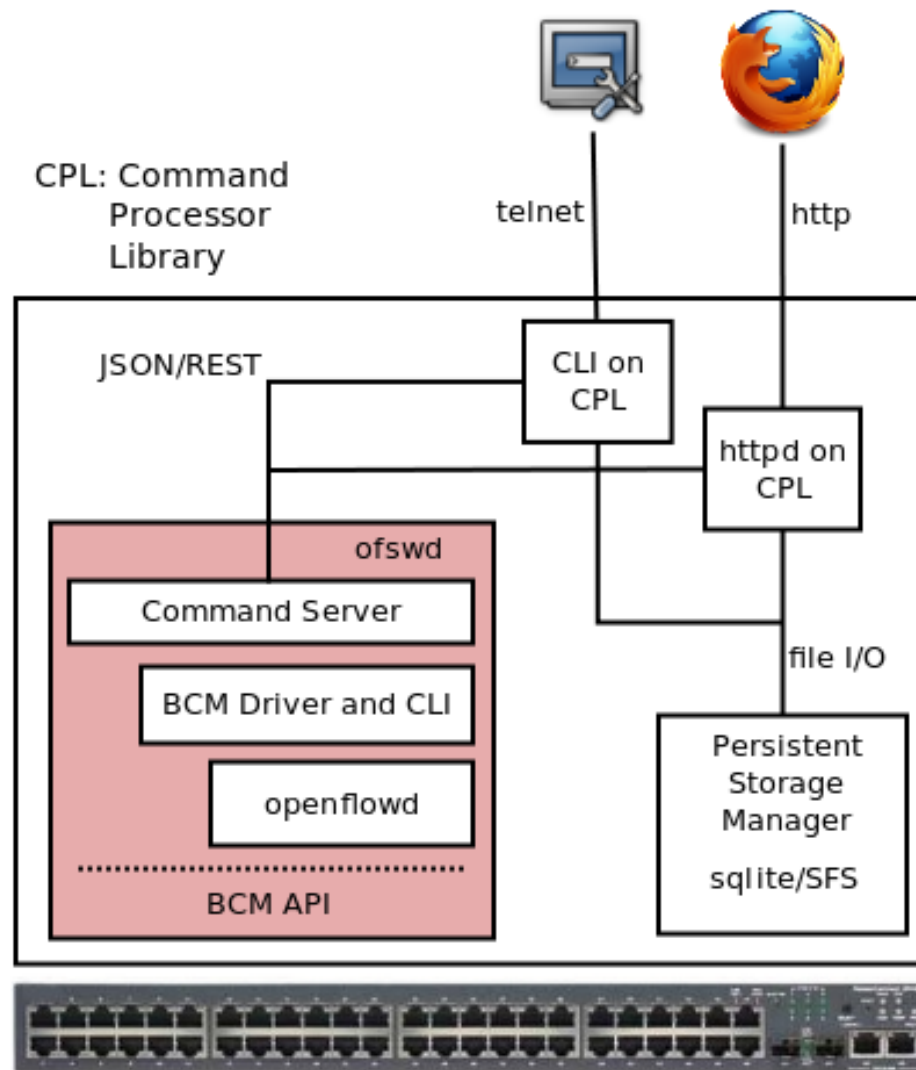 CPL: Command
Processor
Library
telnet
http
JSON/REST
CLI on
CPL
httpd on
CPL
ofswd
Command Server
BCM Driver and CLI
openflowd
BCM API
file I/O
Persistent
Storage
Manager
sqlite/SFS